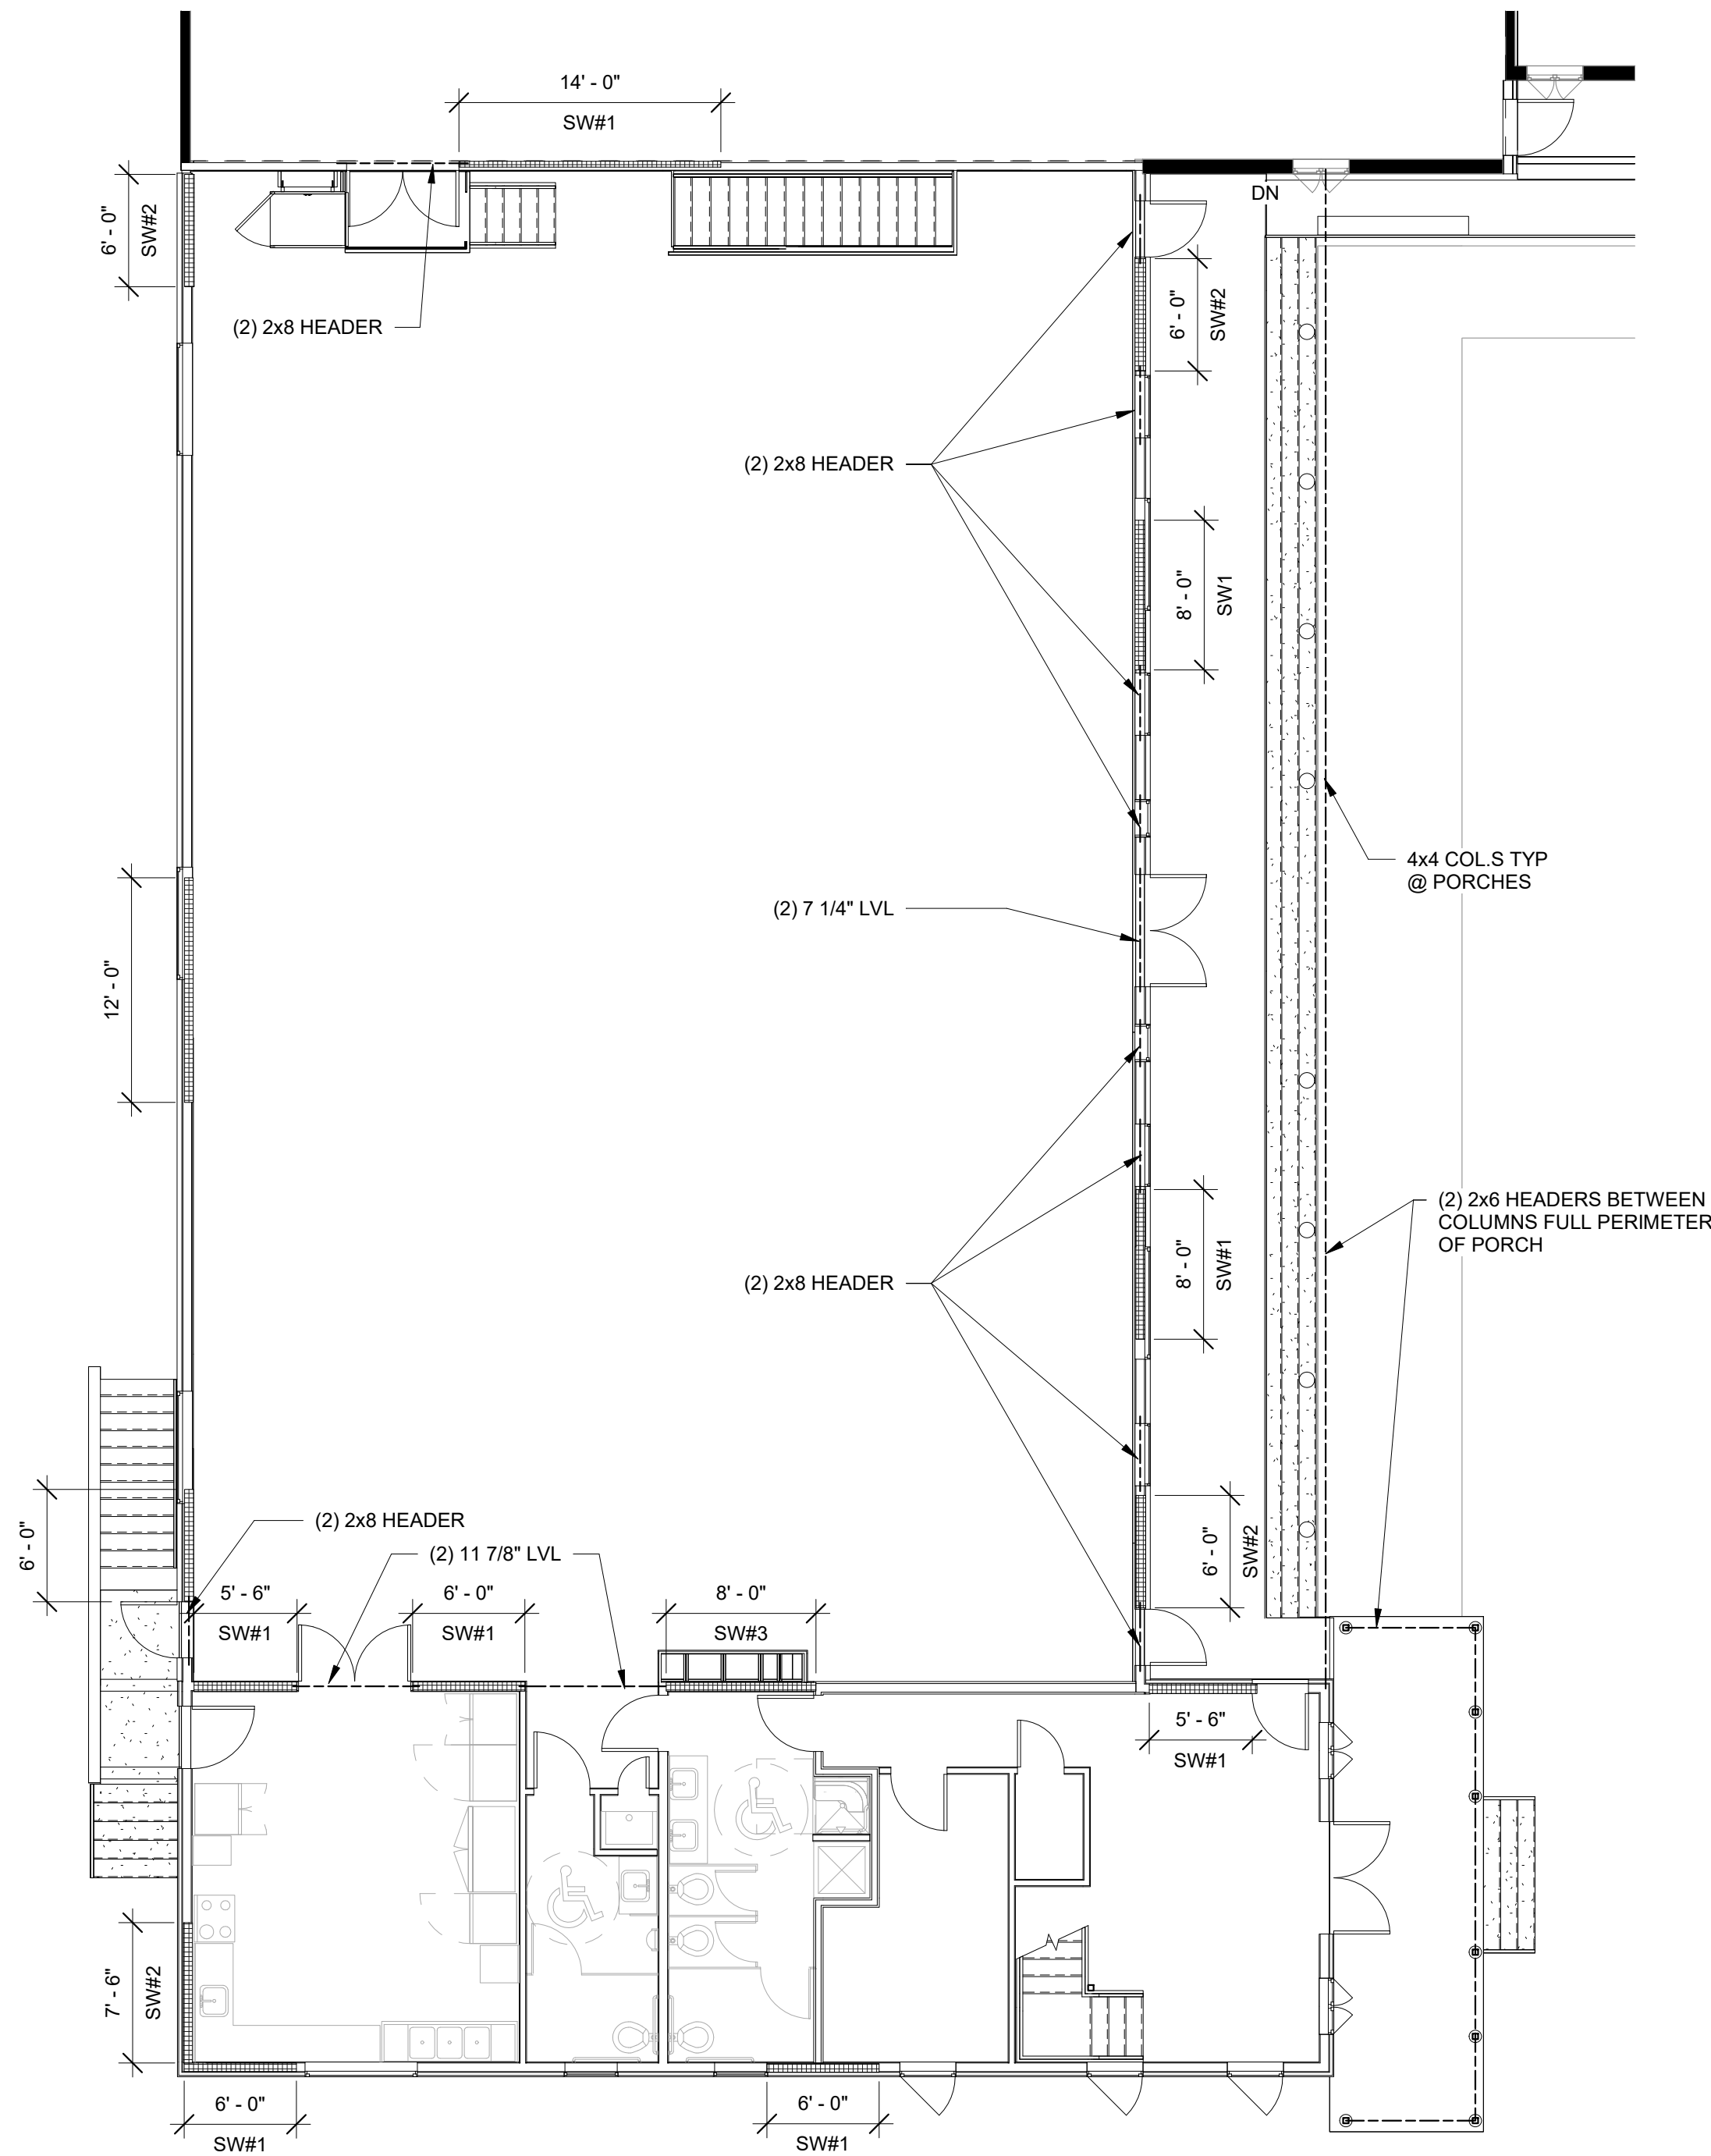 14' - 0"
SW#1
DN
6' - 0"
SW#2
(2) 2x8 HEADER
6' - 0"
SW#2
(2) 2x8 HEADER
8' - 0"
SW1
4x4 COL.S TYP
@ PORCHES
(2) 7 1/4" LVL
12' - 0"
(2) 2x6 HEADERS BETWEEN
COLUMNS FULL PERIMETER
OF PORCH
8' - 0"
SW#1
(2) 2x8 HEADER
6' - 0"
(2) 2x8 HEADER
(2) 11 7/8" LVL
6' - 0"
SW#2
5' - 6"
SW#1
6' - 0"
SW#1
8' - 0"
SW#3
5' - 6"
SW#1
7' - 6"
SW#2
6' - 0"
SW#1
6' - 0"
SW#1